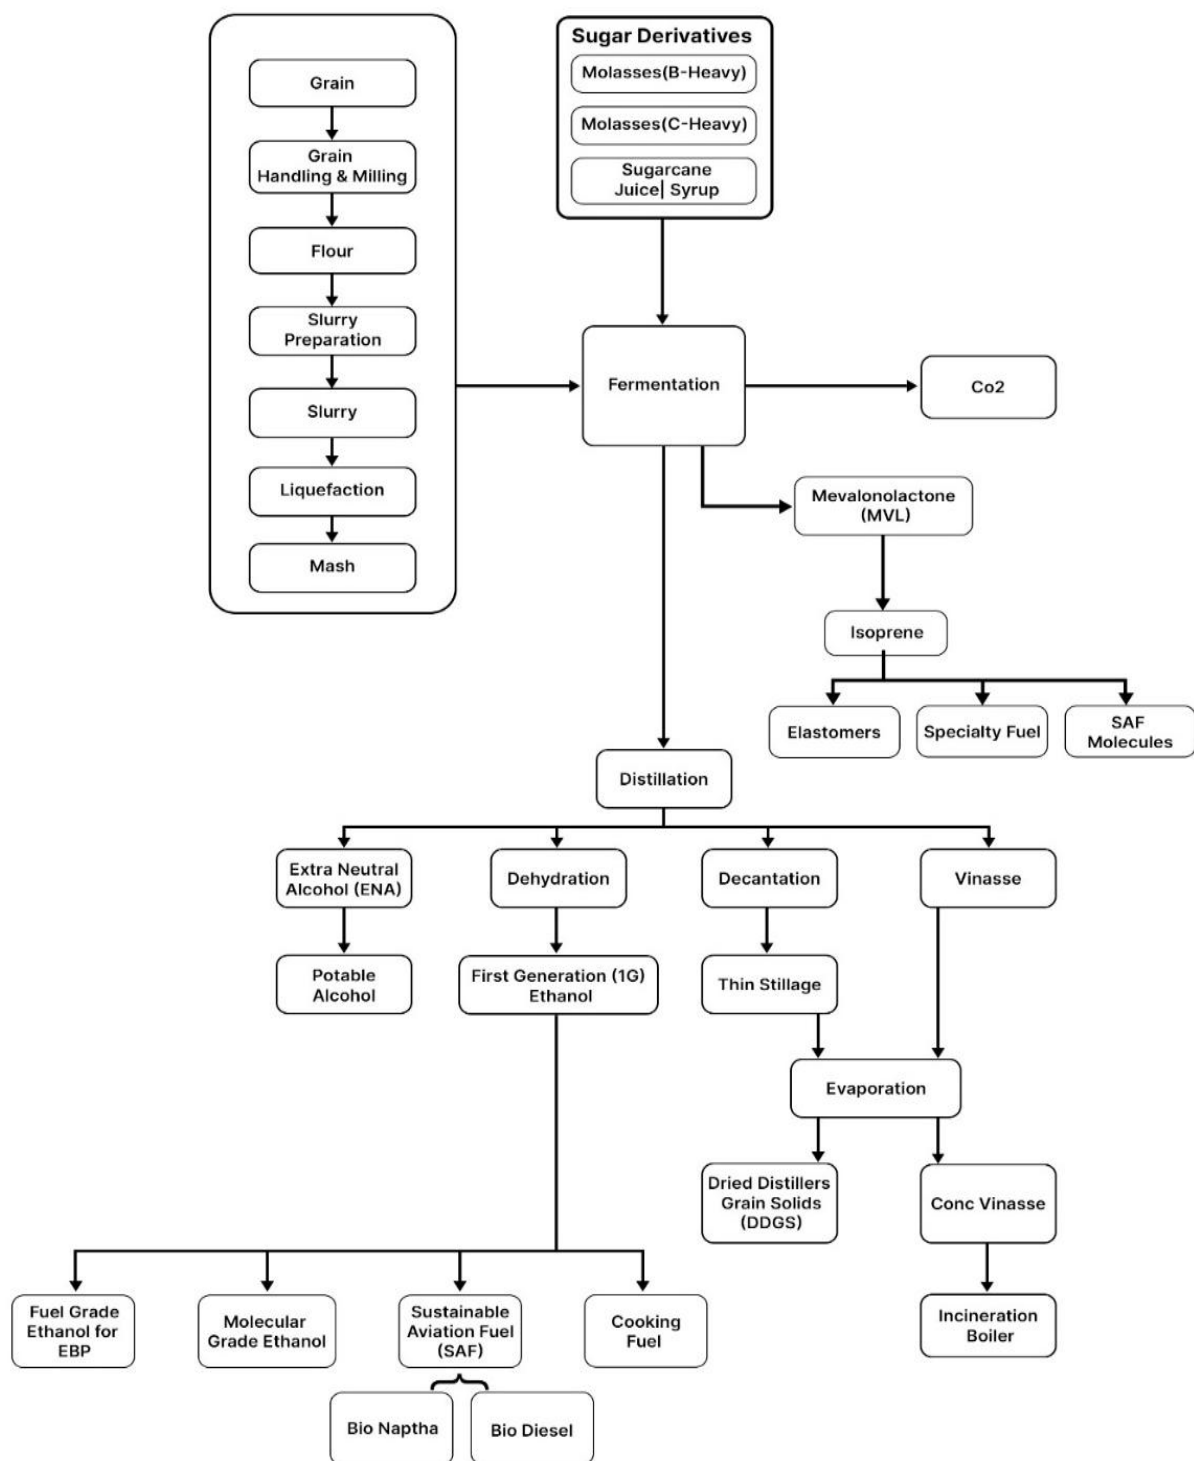 Sugar Derivatives
Molasses(B-Heavy)
Molasses(C-Heavy)
Sugarcane
Juice| Syrup
Grain
Grain
Handling & Milling
Flour
Slurry
Preparation
Slurry
Liquefaction
Mash
Fermentation
Co2
Mevalonolactone
(MVL)
Isoprene
Elastomers
Specialty Fuel
SAF
Molecules
Distillation
Extra Neutral
Alcohol (ENA)
Dehydration
Decantation
Vinasse
Potable
Alcohol
First Generation (1G)
Ethanol
Thin Stillage
Evaporation
Dried Distillers
Grain Solids
(DDGS)
Conc Vinasse
Fuel Grade
Ethanol for
EBP
Molecular
Grade Ethanol
Sustainable
Aviation Fuel
(SAF)
Cooking
Fuel
Incineration
Boiler
Bio Naptha
Bio Diesel